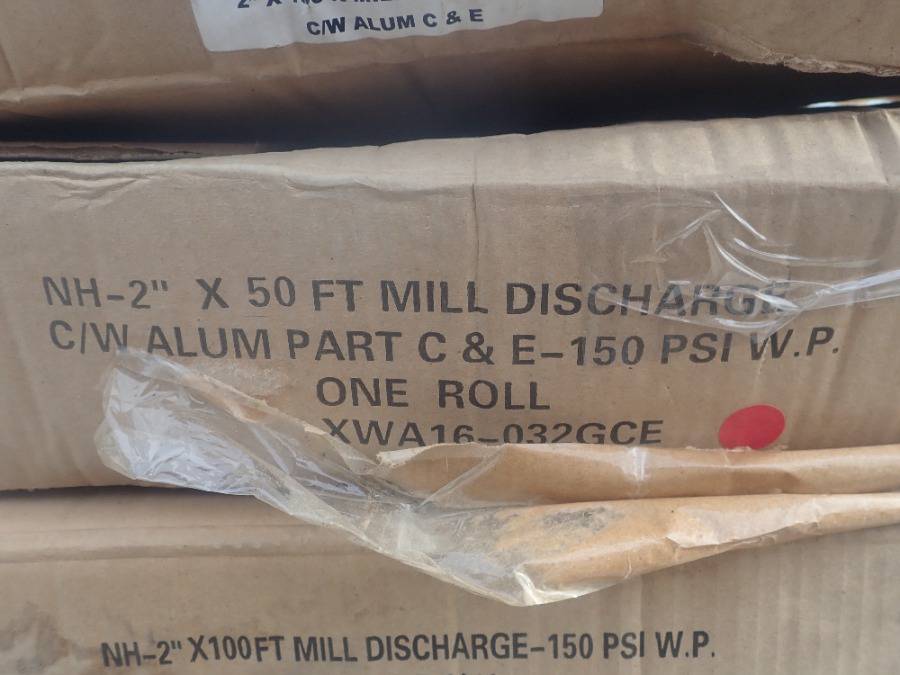 C/W ALUM C & E
NH-2" X 50 FT MILL DISCHARGE
C/W ALUM PART C & E-150 PSI W.P.
ONE ROLL
XWA16-032GCE
NH-2" X100FT MILL DISCHARGE-150 PSI W.P.